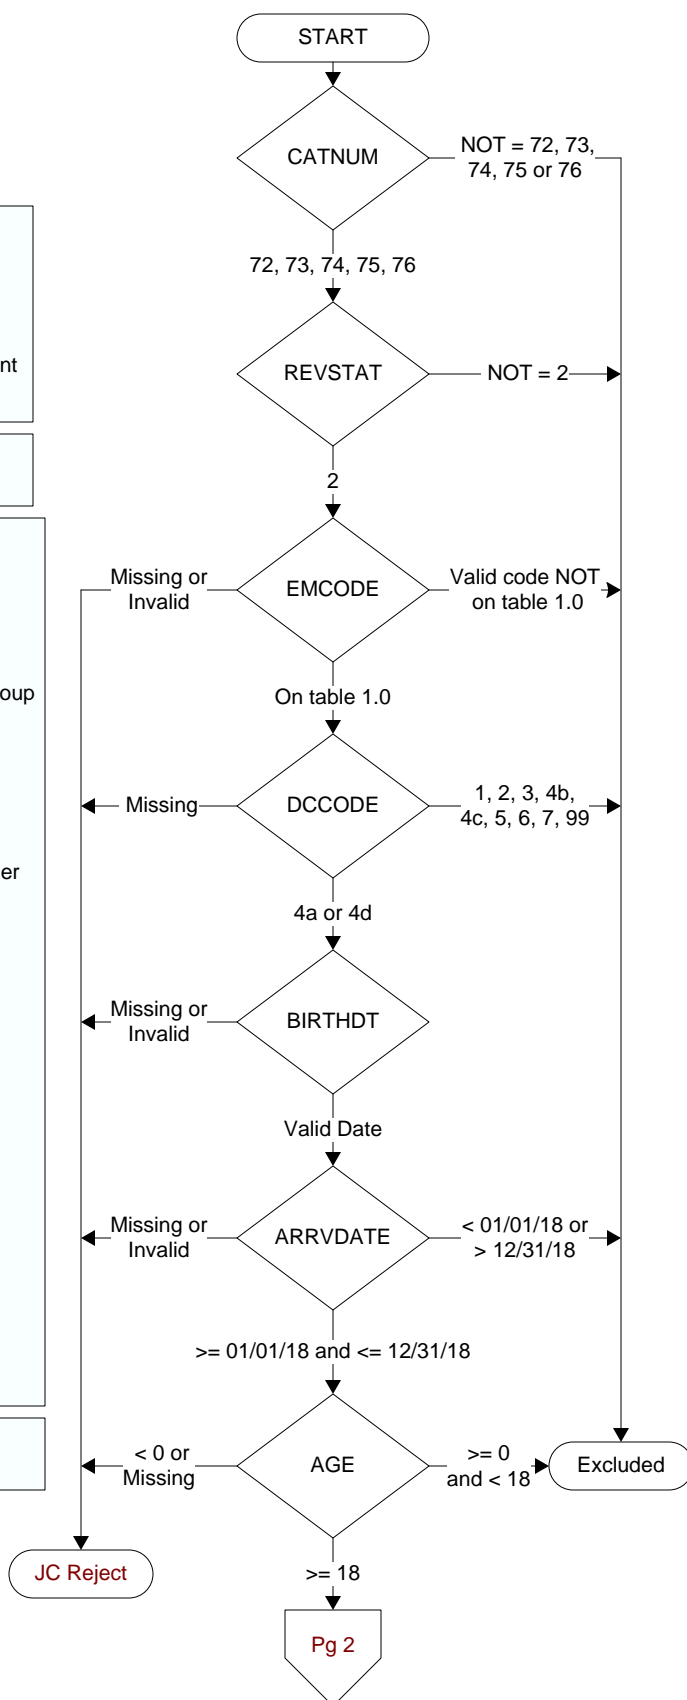 START
CATNUM
NOT = 72, 73,
74, 75 or 76
72, 73, 74, 75, 76
nt
REVSTAT
NOT = 2
2
Missing or
Invalid
EMCODE
Valid code NOT
on table 1.0
oup
On table 1.0
Missing
DCCODE
1, 2, 3, 4b,
4c, 5, 6, 7, 99
er
4a or 4d
Missing or
Invalid
BIRTHDT
Valid Date
Missing or
Invalid
ARRVDATE
< 01/01/18 or
> 12/31/18
>= 01/01/18 and <= 12/31/18
< 0 or
Missing
AGE
>= 0
and < 18
Excluded
JC Reject
>= 18
Pg 2